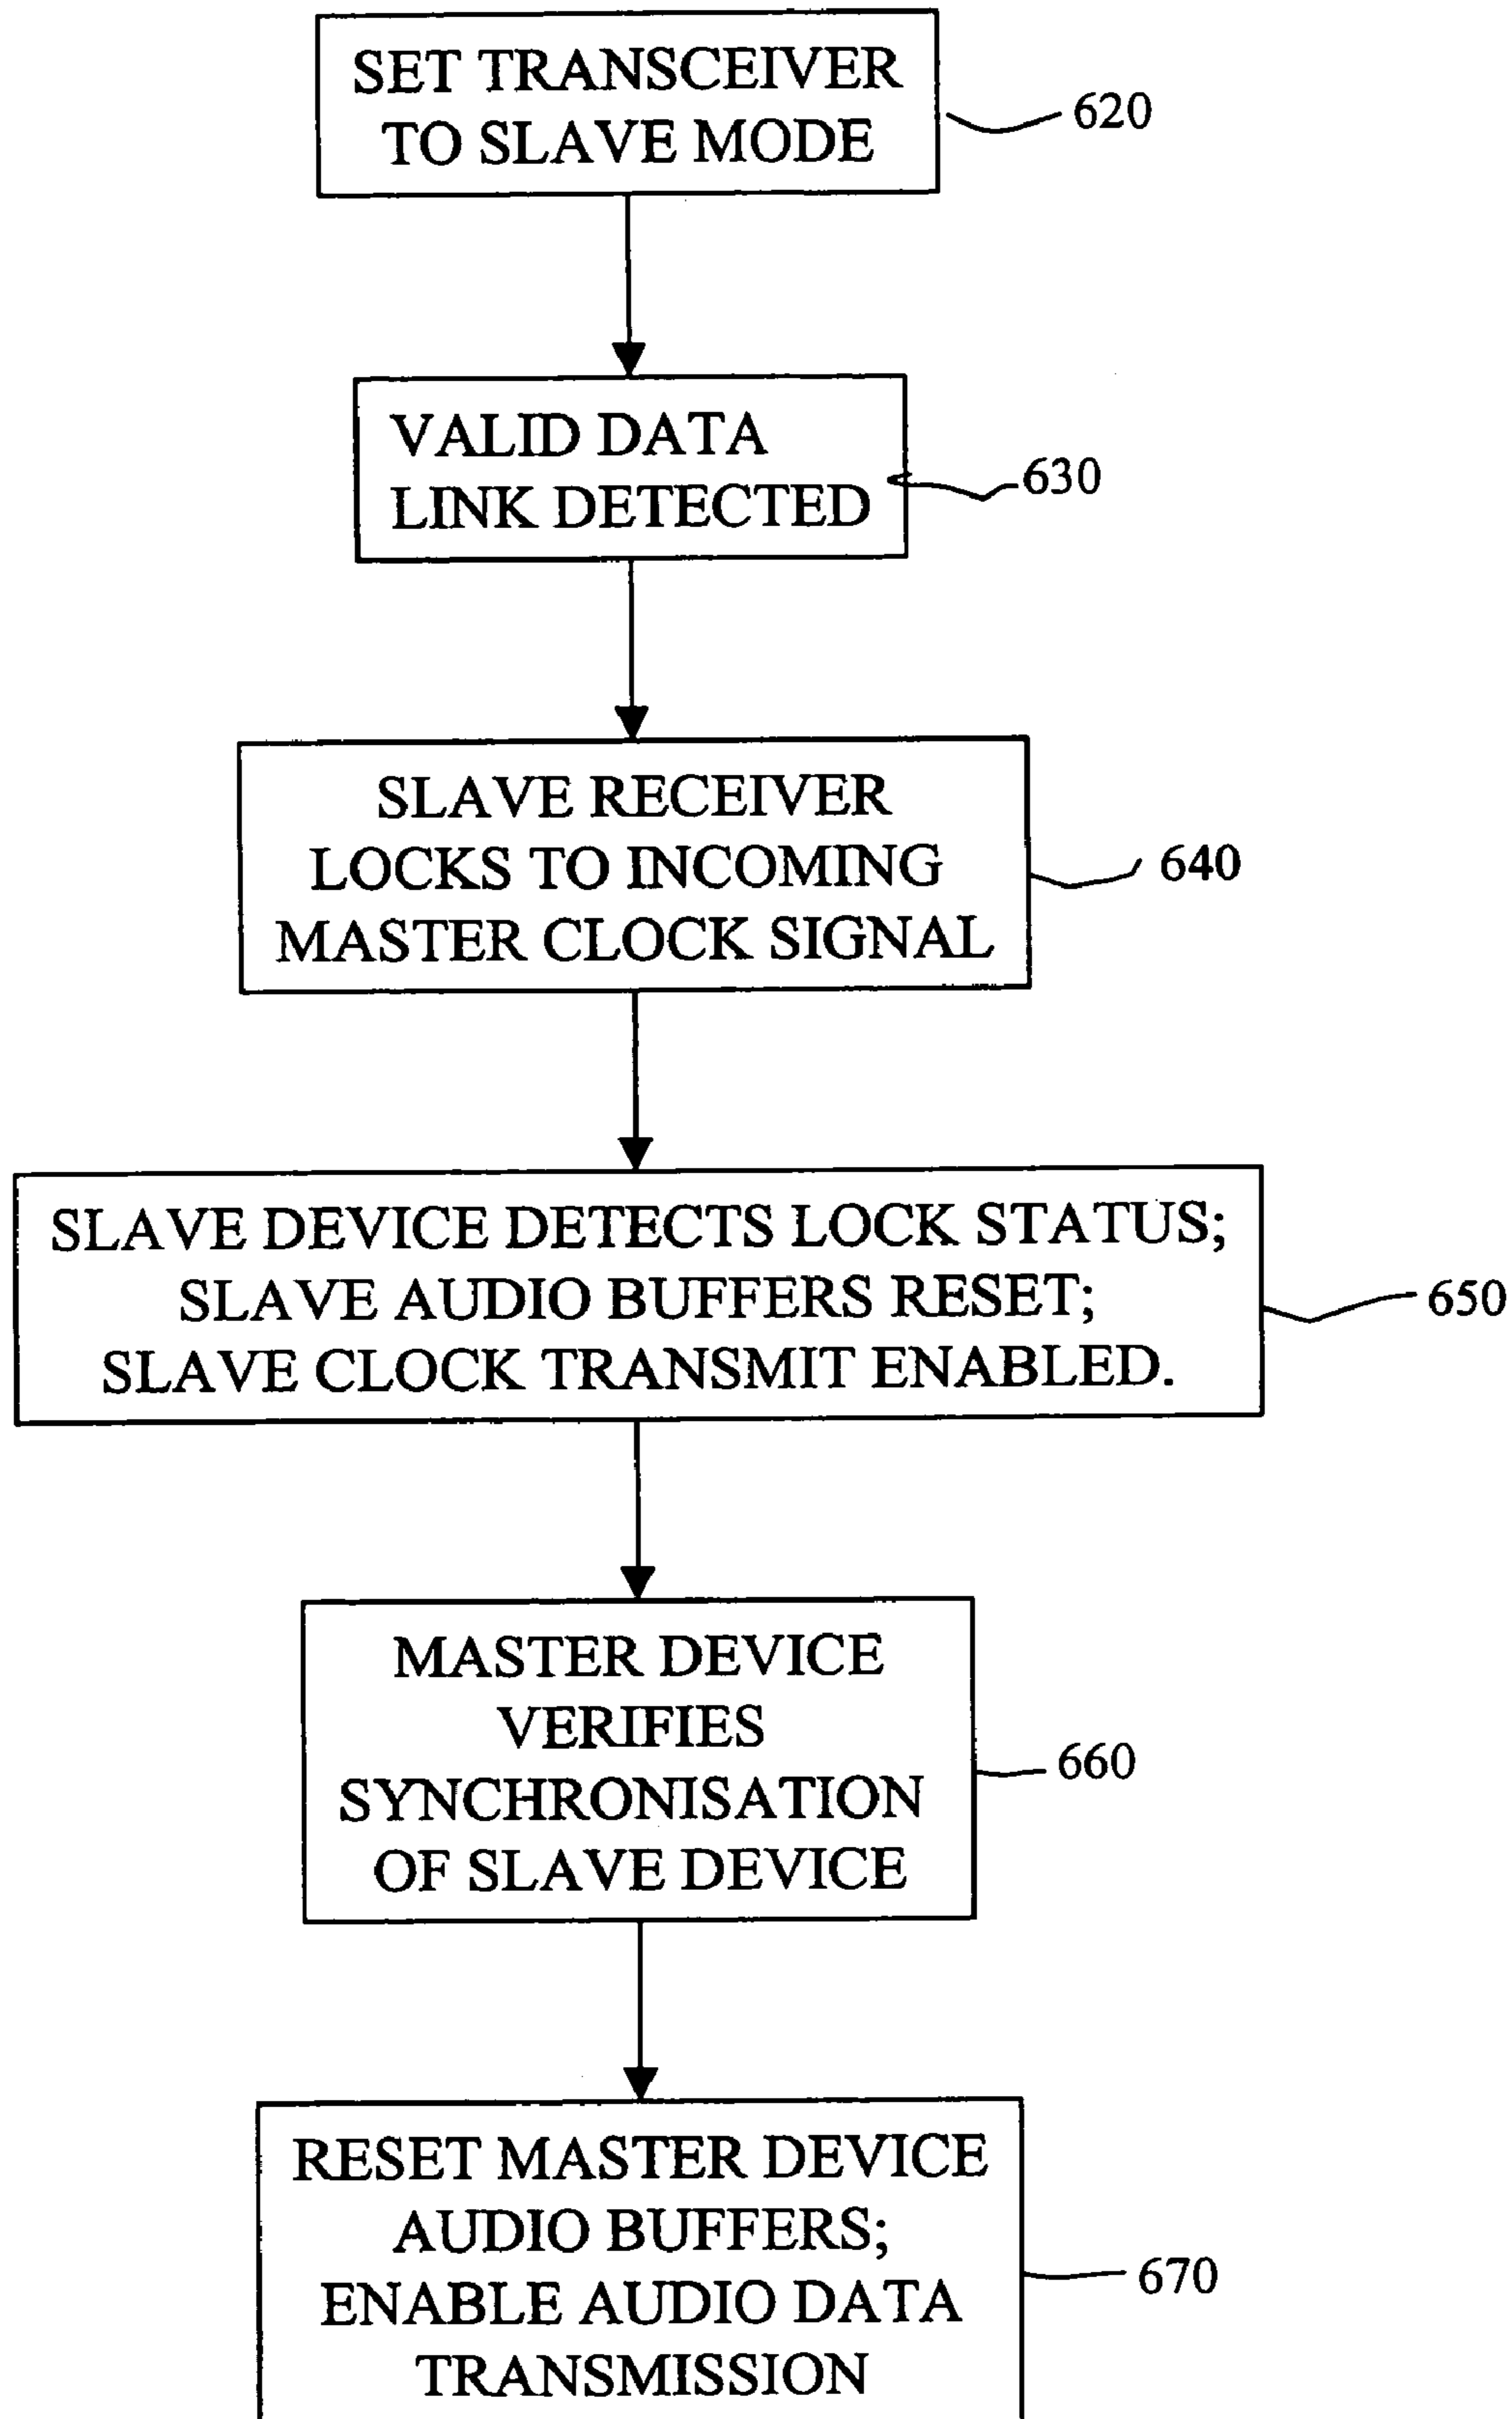 SET TRANSCEIVER
TO SLAVE MODE
620
VALID DATA
LINK DETECTED
630
SLAVE RECEIVER
LOCKS TO INCOMING
MASTER CLOCK SIGNAL
640
SLAVE DEVICE DETECTS LOCK STATUS;
SLAVE AUDIO BUFFERS RESET;
SLAVE CLOCK TRANSMIT ENABLED.
650
MASTER DEVICE
VERIFIES
SYNCHRONISATION
OF SLAVE DEVICE
660
RESET MASTER DEVICE
AUDIO BUFFERS;
ENABLE AUDIO DATA
TRANSMISSION
670